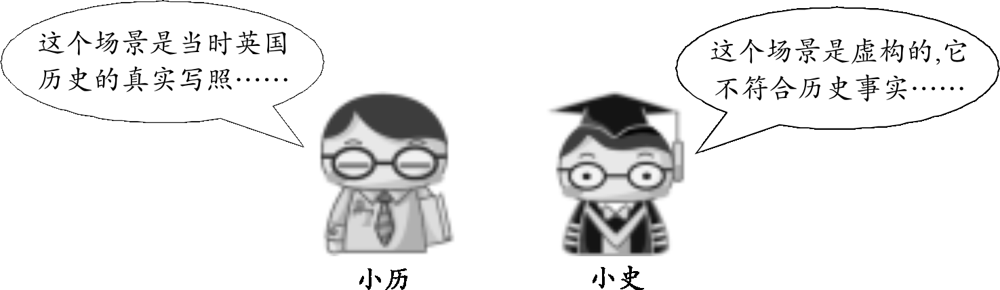 这个场景是当时英国
历史的真实写照……
这个场景是虚构的,它
不符合历史事实……
小历
小史